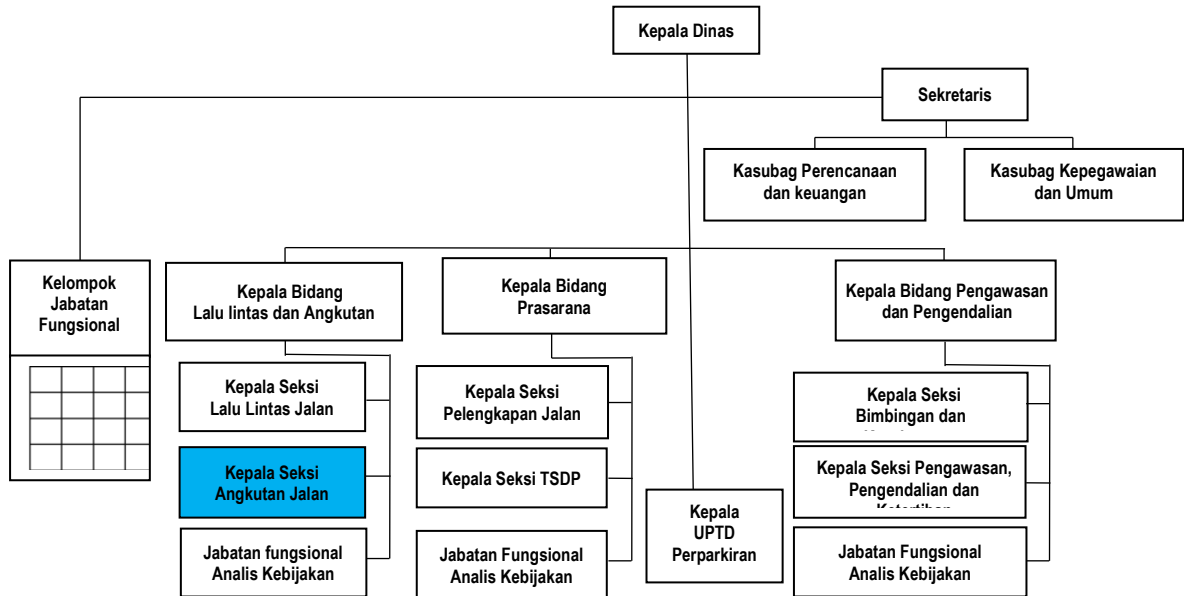 Kepala Dinas
Sekretaris
Kasubag Perencanaan
dan keuangan
Kasubag Kepegawaian
dan Umum
Kelompok
Jabatan
Fungsional
Kepala Bidang
Lalu lintas dan Angkutan
Kepala Bidang
Prasarana
Kepala Bidang Pengawasan
dan Pengendalian
Kepala Seksi
Lalu Lintas Jalan
Kepala Seksi
Angkutan Jalan
Jabatan fungsional
Analis Kebijakan
Kepala Seksi
Pelengkapan Jalan
Kepala Seksi TSDP
Jabatan Fungsional
Analis Kebijakan
Kepala
UPTD
Perparkiran
Kepala Seksi
Bimbingan dan
Kepala Seksi Pengawasan,
Pengendalian dan
Ketertiban
Jabatan Fungsional
Analis Kebijakan